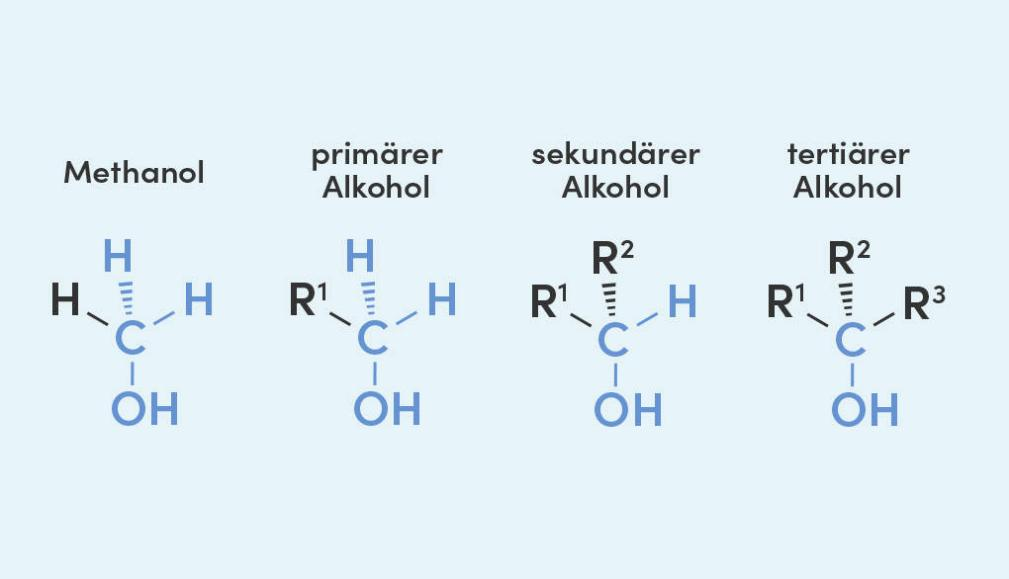 Methanol
primärer
Alkohol
sekundärer
Alkohol
tertiärer
Alkohol
H
H H
C
OH
H
R¹ H
C
OH
R²
R¹ H
C
OH
R²
R¹ R³
C
OH